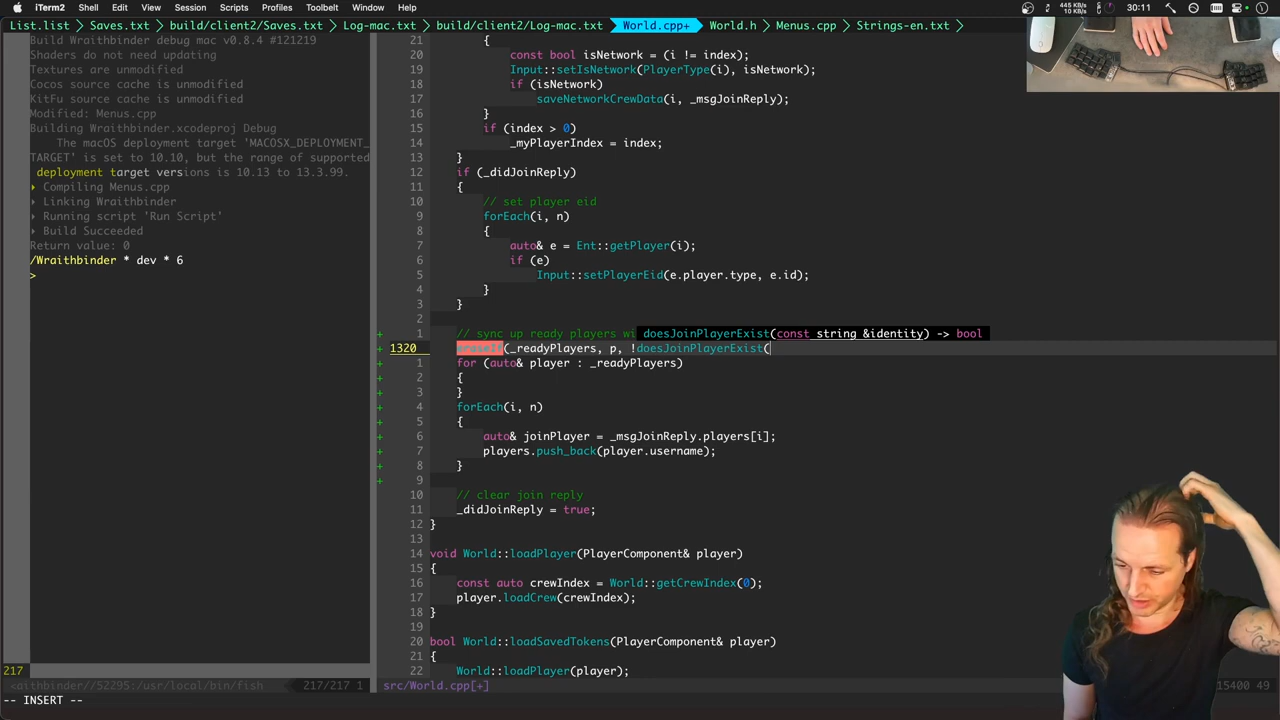 iTerm2 Shell Edit View Session Scripts Profiles Toolbelt Window Help
445 KB/s
10 KB/s
30:11
List.list Saves.txt build/client2/Saves.txt Log-mac.txt build/client2/Log-mac.txt World.cpp+ World.h Menus.cpp Strings-en.txt
Build Wraithbinder debug mac v0.8.4 #121219
Shaders do not need updating
Textures are unmodified
Cocos source cache is unmodified
KitFu source cache is unmodified
Modified: Menus.cpp
Building Wraithbinder.xcodeproj Debug
The macOS deployment target 'MACOSX_DEPLOYMENT_
TARGET' is set to 10.10, but the range of supported
deployment target versions is 10.13 to 13.3.99.
Compiling Menus.cpp
Linking Wraithbinder
Running script 'Run Script'
Build Succeeded
Return value: 0
/Wraithbinder * dev * 6
>
21 {
20 const bool isNetwork = (i != index);
19 Input::setIsNetwork(PlayerType(i), isNetwork);
18 if (isNetwork)
17 saveNetworkCrewData(i, _msgJoinReply);
16 }
15 if (index > 0)
14 _myPlayerIndex = index;
13 }
12 if (_didJoinReply)
11 {
10 // set player eid
9 forEach(i, n)
8 {
7 auto& e = Ent::getPlayer(i);
6 if (e)
5 Input::setPlayerEid(e.player.type, e.id);
4 }
3 }
2
+ 1 // sync up ready players wi doesJoinPlayerExist(const string &identity) -> bool
+ 1320 eraseIf(_readyPlayers, p, !doesJoinPlayerExist(
+ 1 for (auto& player : _readyPlayers)
+ 2 {
+ 3 }
+ 4 forEach(i, n)
+ 5 {
+ 6 auto& joinPlayer = _msgJoinReply.players[i];
+ 7 players.push_back(player.username);
+ 8 }
+ 9
10 // clear join reply
11 _didJoinReply = true;
12 }
13
14 void World::loadPlayer(PlayerComponent& player)
15 {
16 const auto crewIndex = World::getCrewIndex(0);
17 player.loadCrew(crewIndex);
18 }
19
20 bool World::loadSavedTokens(PlayerComponent& player)
21 {
22 World::loadPlayer(player);
217
<aithbinder//52295:/usr/local/bin/fish 217/217 1 src/World.cpp[+] 15400 49
-- INSERT --